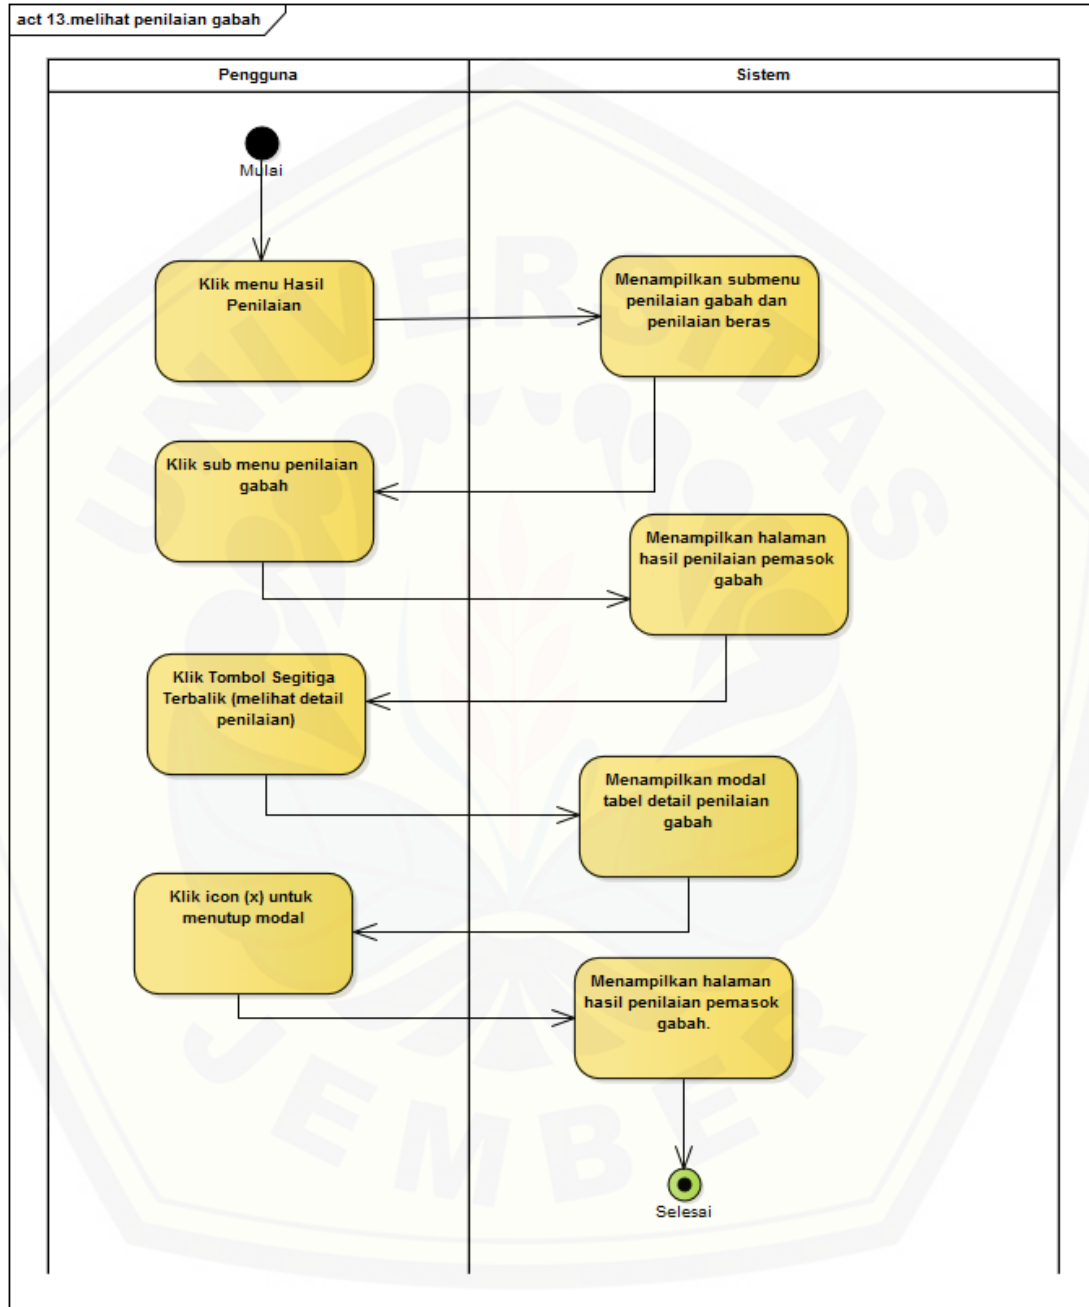 act 13.melihat penilaian gabah
Pengguna
Sistem
Mulai
Klik menu Hasil
Penilaian
Menampilkan submenu
penilaian gabah dan
penilaian beras
Klik sub menu penilaian
gabah
Menampilkan halaman
hasil penilaian pemasok
gabah
Klik Tombol Segitiga
Terbalik (melihat detail
penilaian)
Menampilkan modal
tabel detail penilaian
gabah
Klik icon (x) untuk
menutup modal
Menampilkan halaman
hasil penilaian pemasok
gabah.
Selesai
UNIVERSITAS
JEMBER